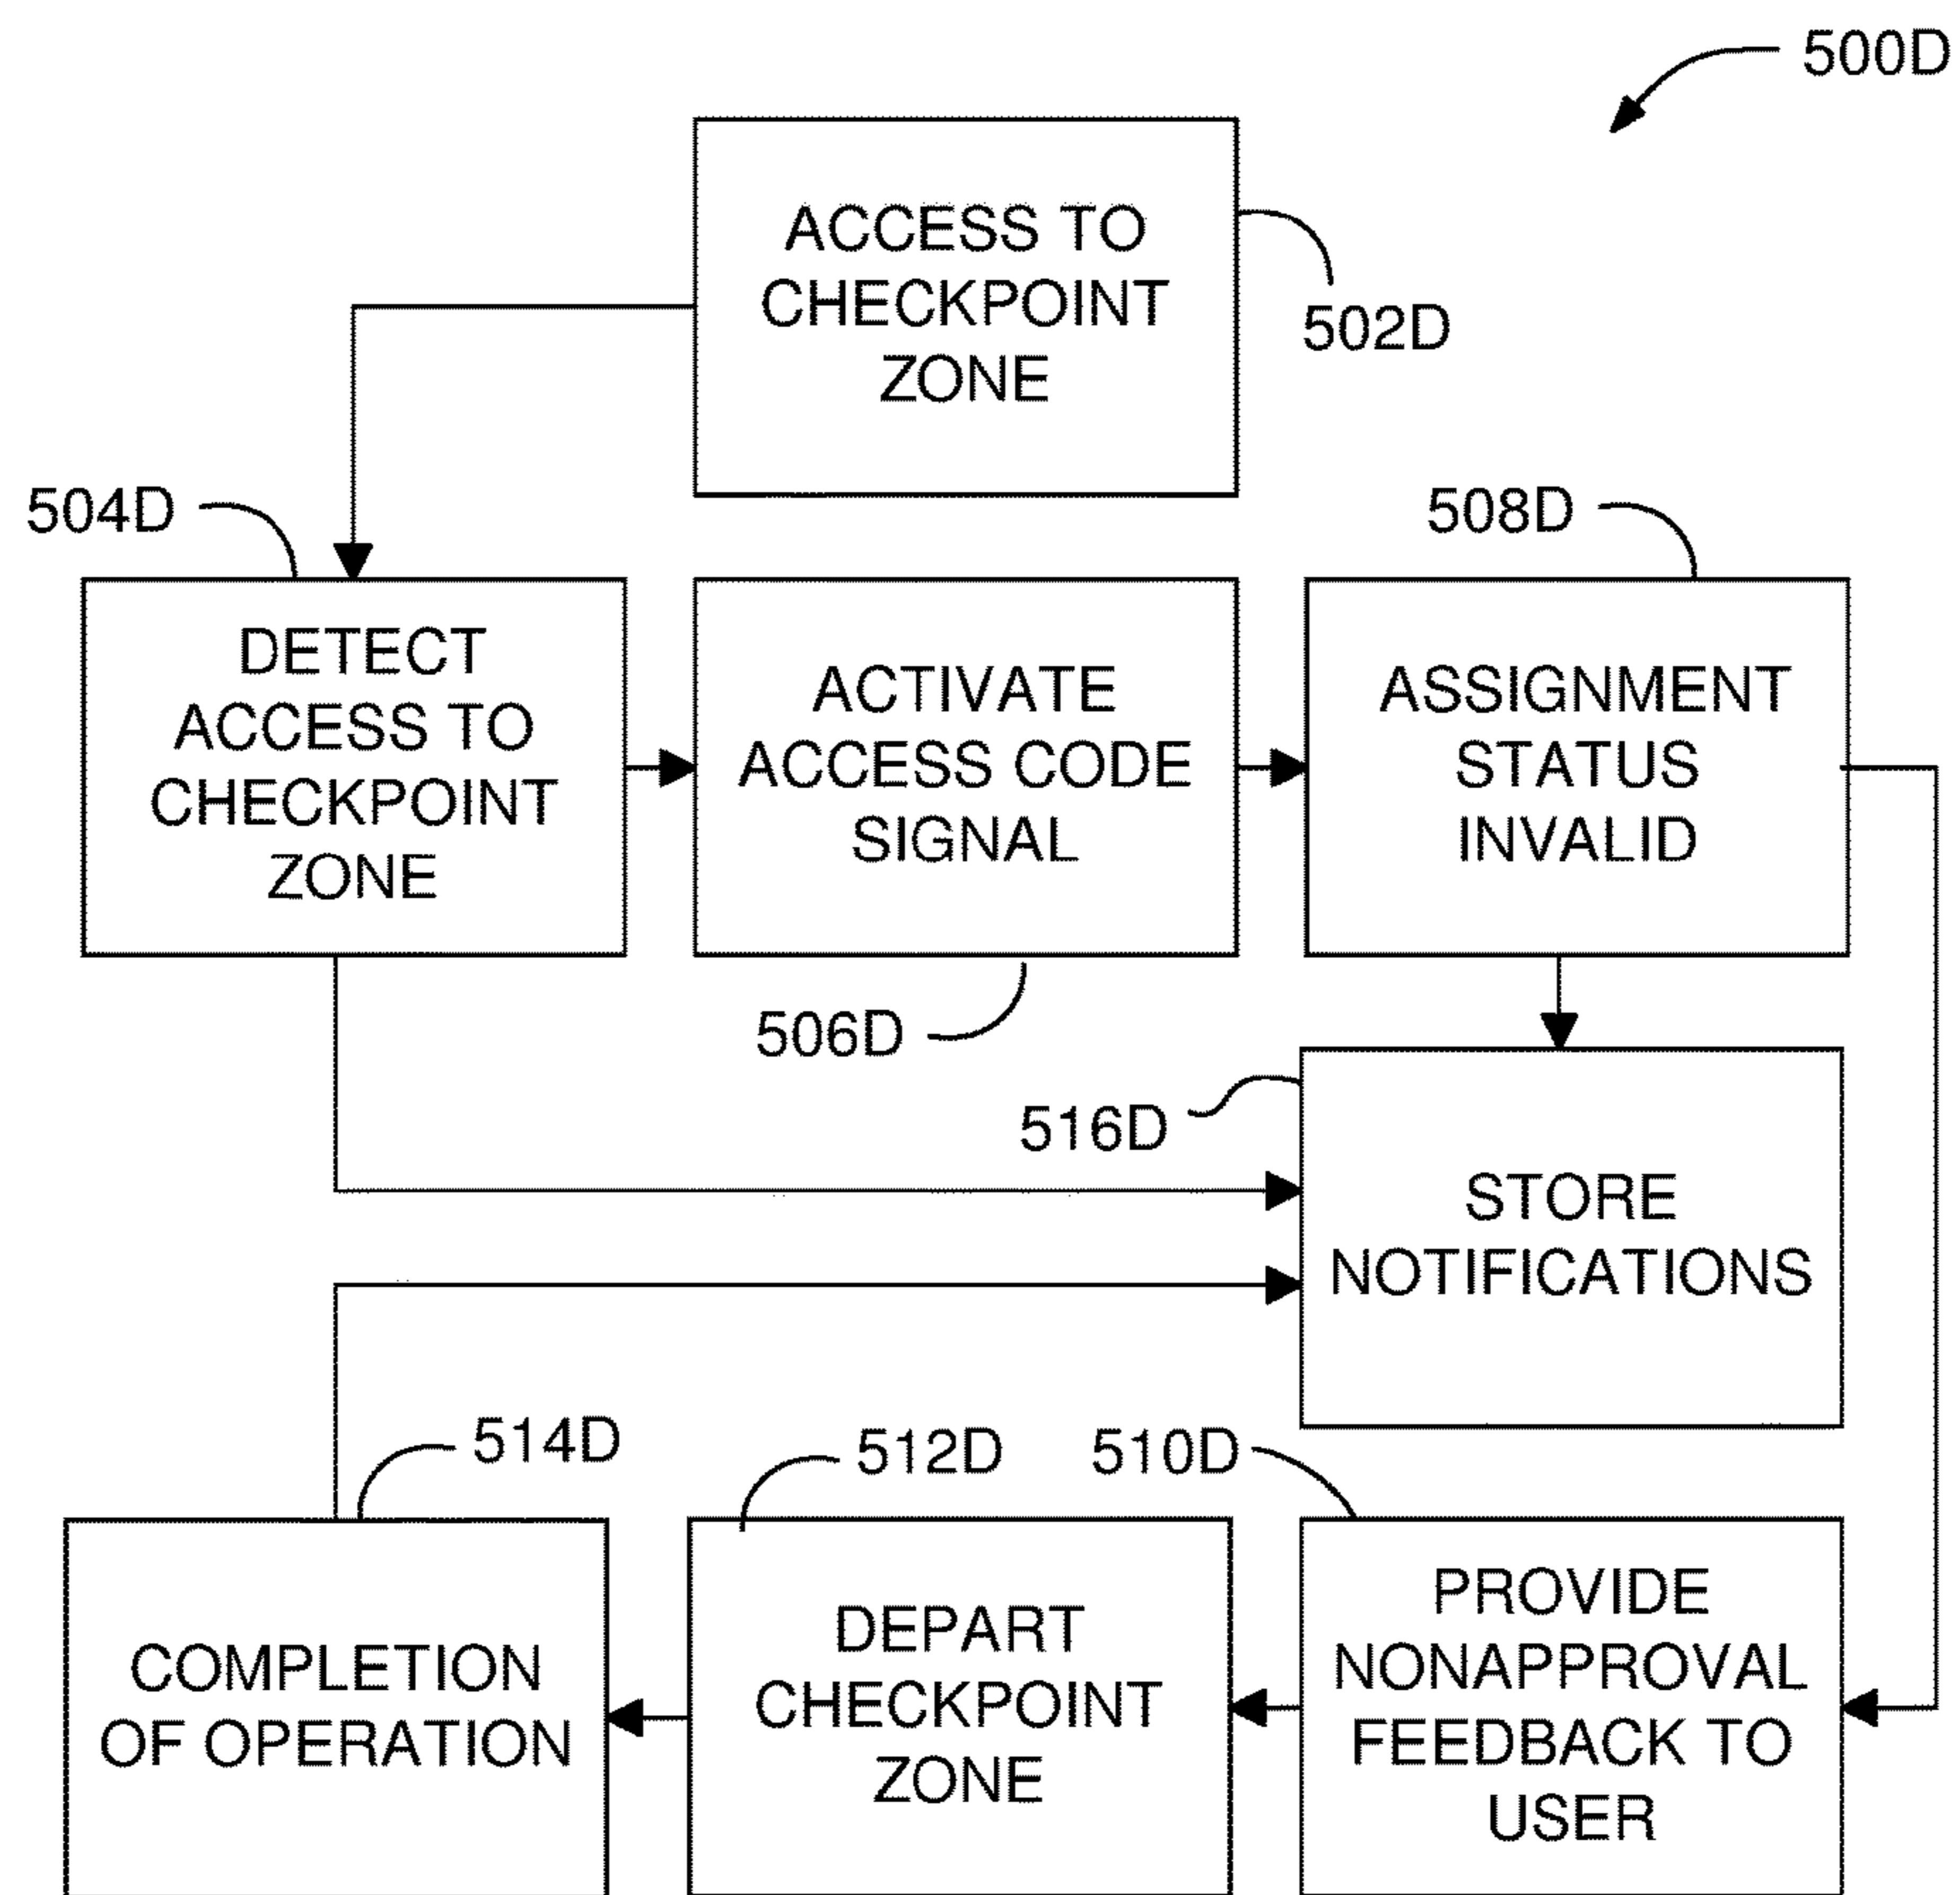 500D
ACCESS TO
CHECKPOINT
ZONE
502D
504D
508D
DETECT
ACCESS TO
CHECKPOINT
ZONE
ACTIVATE
ACCESS CODE
SIGNAL
ASSIGNMENT
STATUS
INVALID
506D
516D
STORE
NOTIFICATIONS
514D
512D
510D
COMPLETION
OF OPERATION
DEPART
CHECKPOINT
ZONE
PROVIDE
NONAPPROVAL
FEEDBACK TO
USER